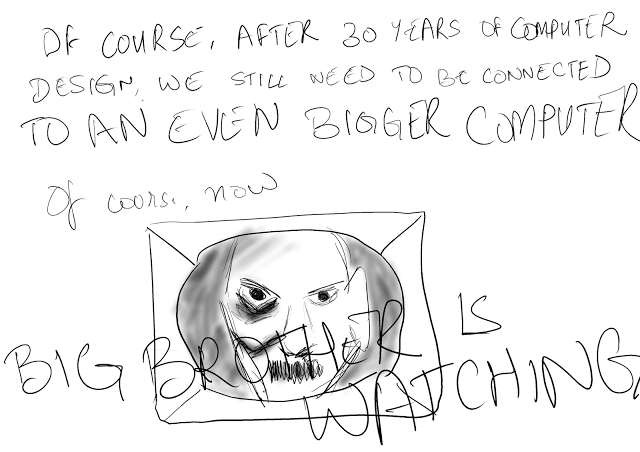 OF COURSE, AFTER 30 YEARS OF COMPUTER
DESIGN, WE STILL NEED TO BE CONNECTED
TO AN EVEN BIGGER COMPUTER
Of course, now
BIG BROTHER IS
WATCHING,